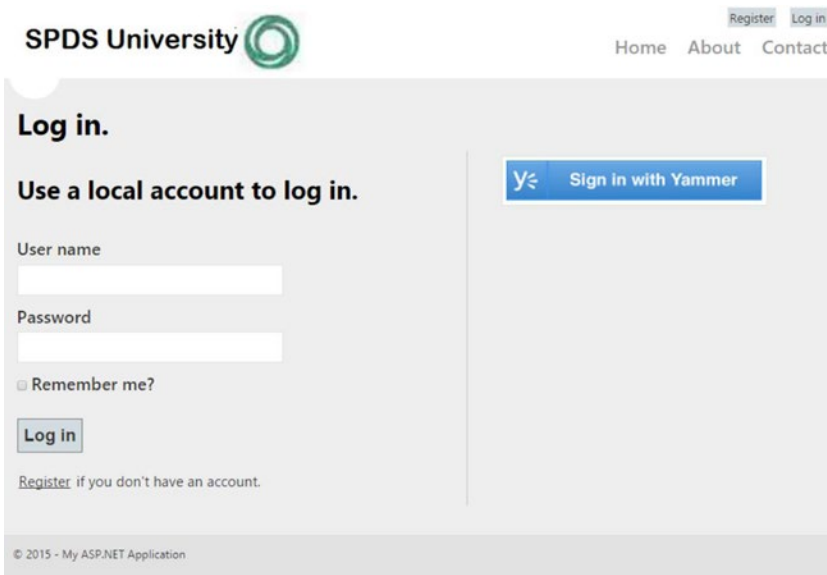 Register Log in
SPDS University
Home About Contact
Log in.
Use a local account to log in.
User name
Password
Remember me?
Log in
Register if you don't have an account.
Sign in with Yammer
© 2015 - My ASP.NET Application